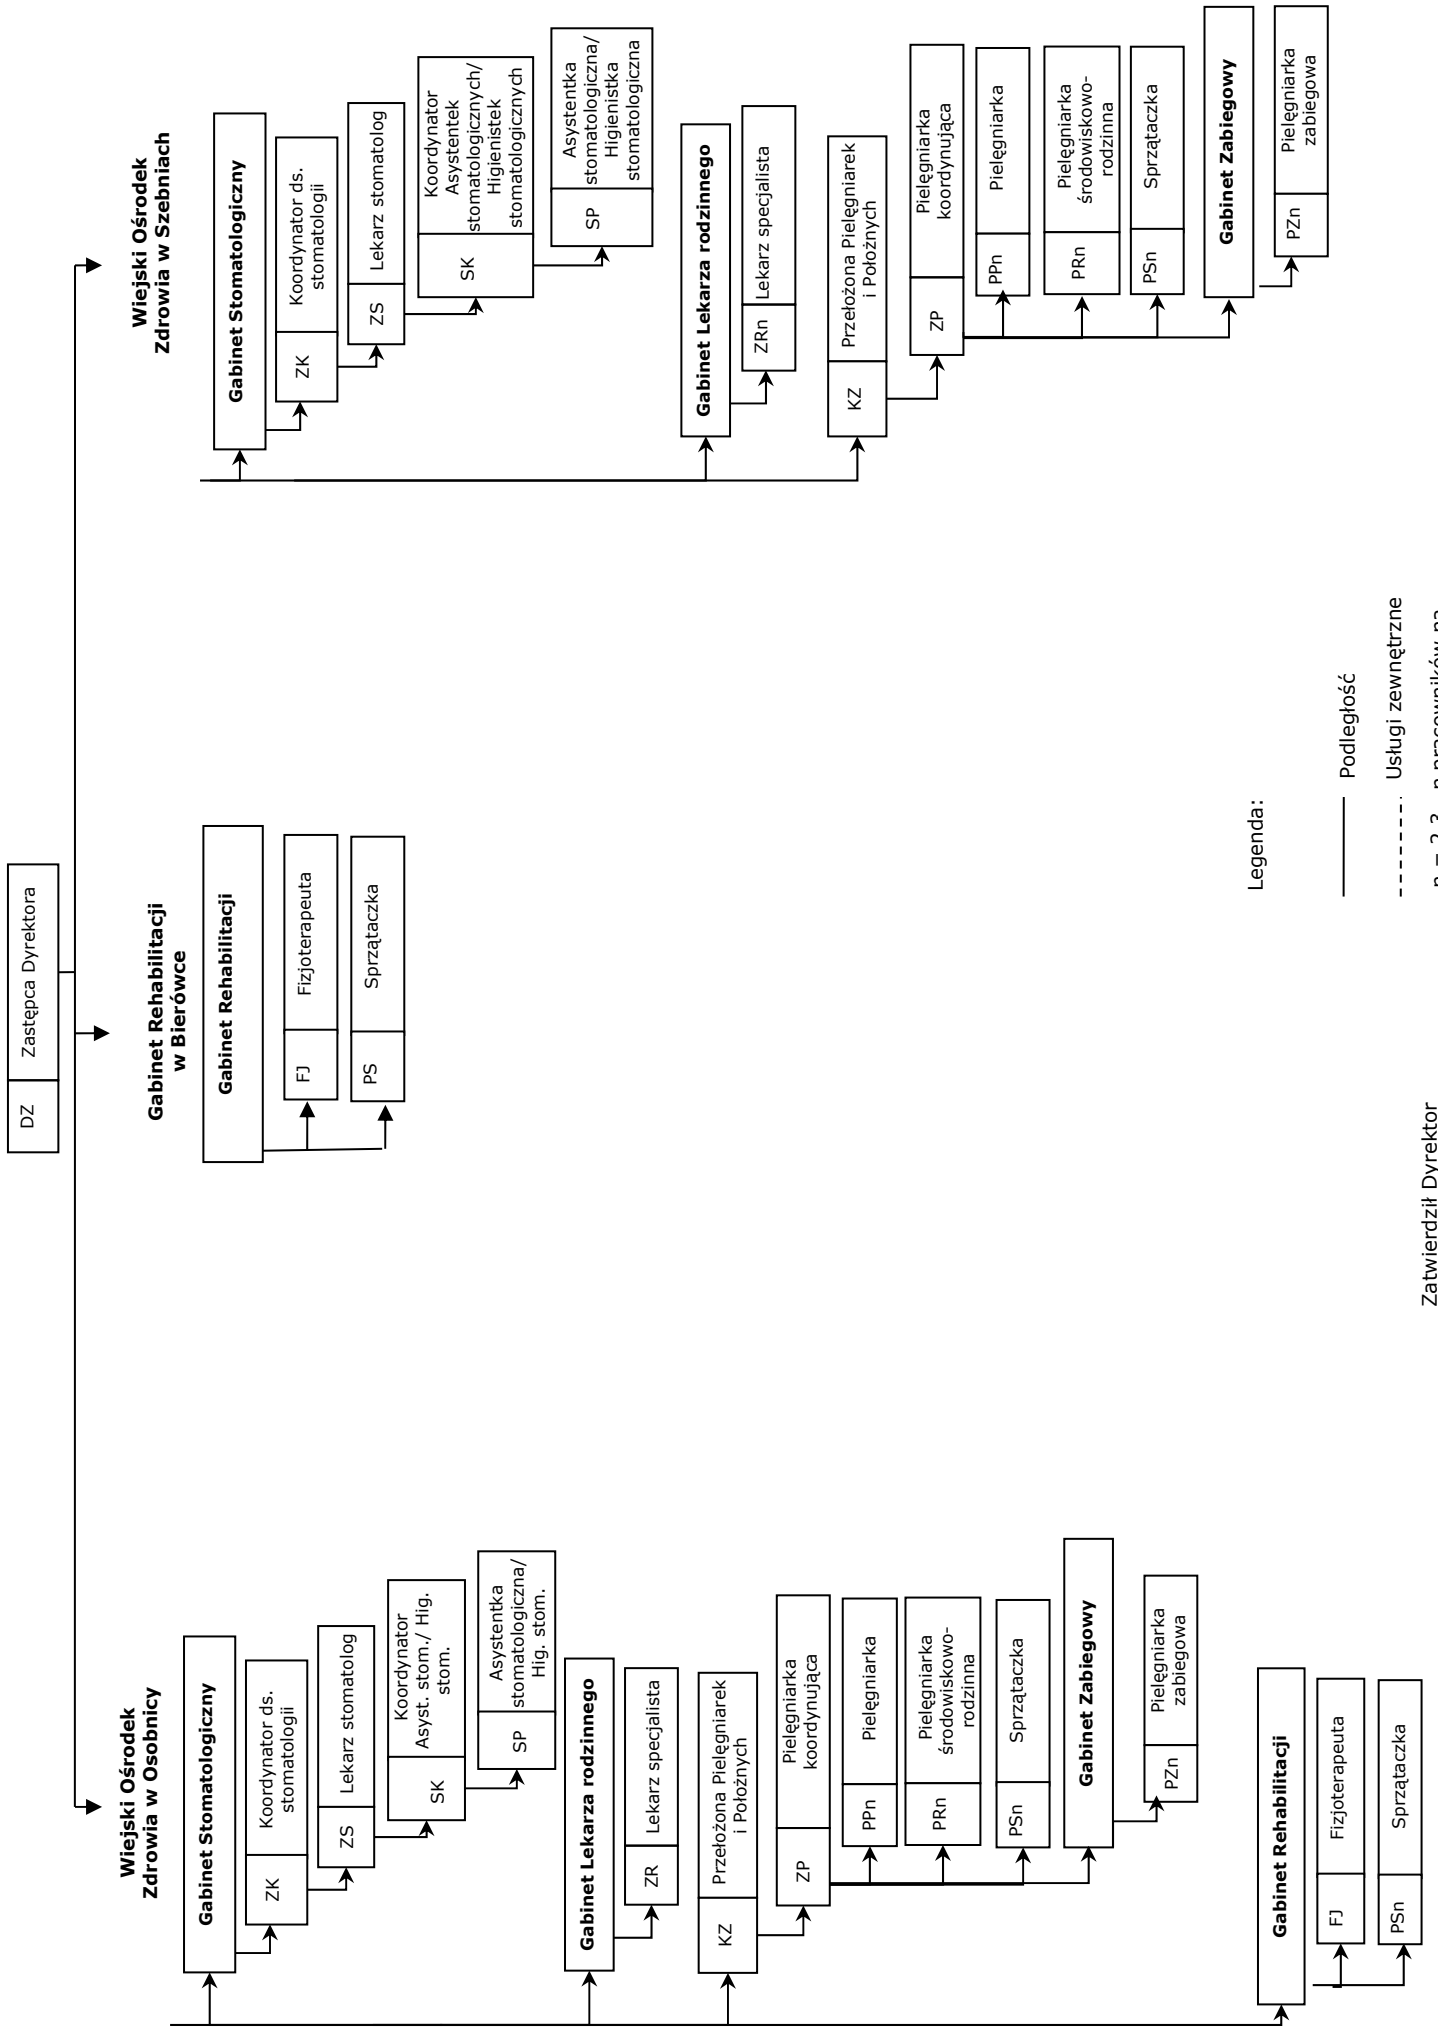 DZ
Zastępca Dyrektora
Wiejski Ośrodek
Zdrowia w Osobnicy
Gabinet Stomatologiczny
ZK
Koordynator ds.
stomatologii
ZS
Lekarz stomatolog
SK
Koordynator
Asyst. stom./ Hig.
stom.
SP
Asystentka
stomatologiczna/
Hig. stom.
Gabinet Lekarza rodzinnego
ZR
Lekarz specjalista
KZ
Przełożona Pielęgniarek
i Położnych
ZP
Pielęgniarka
koordynująca
PPn
Pielęgniarka
PRn
Pielęgniarka
środowiskowo-
rodzinna
PSn
Sprzątaczka
Gabinet Zabiegowy
PZn
Pielęgniarka
zabiegowa
Gabinet Rehabilitacji
FJ
Fizjoterapeuta
PSn
Sprzątaczka
Gabinet Rehabilitacji
w Bierówce
Gabinet Rehabilitacji
FJ
Fizjoterapeuta
PS
Sprzątaczka
Wiejski Ośrodek
Zdrowia w Szebniach
Gabinet Stomatologiczny
ZK
Koordynator ds.
stomatologii
ZS
Lekarz stomatolog
SK
Koordynator
Asystentek
stomatologicznych/
Higienistek
stomatologicznych
SP
Asystentka
stomatologiczna/
Higienistka
stomatologiczna
Gabinet Lekarza rodzinnego
ZRn
Lekarz specjalista
KZ
Przełożona Pielęgniarek
i Położnych
ZP
Pielęgniarka
koordynująca
PPn
Pielęgniarka
PRn
Pielęgniarka
środowiskowo-
rodzinna
PSn
Sprzątaczka
Gabinet Zabiegowy
PZn
Pielęgniarka
zabiegowa
Legenda:
Podległość
Usługi zewnętrzne
Zatwierdził Dyrektor